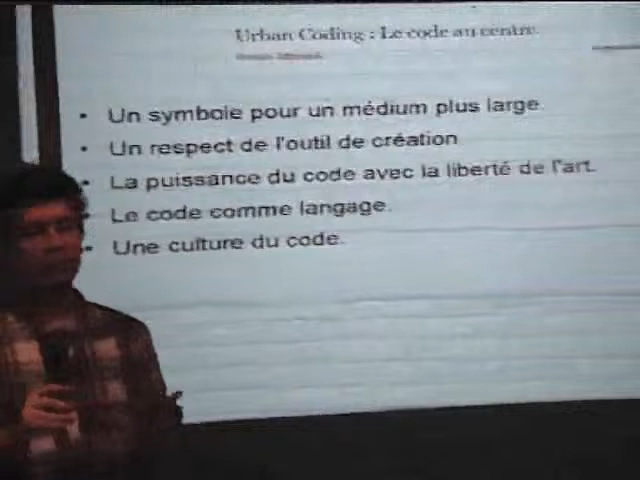 Urban Coding : Le code au centre.
• Un symbole pour un médium plus large.
• Un respect de l'outil de création
• La puissance du code avec la liberté de l'art.
• Le code comme langage.
• Une culture du code.